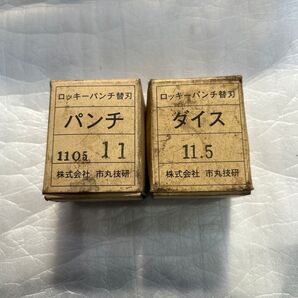 ロッキーパンチ替刃
パンチ
1105 11
株式会社 市丸技研
ロッキーパンチ替刃
ダイス
11.5
株式会社 市丸技研